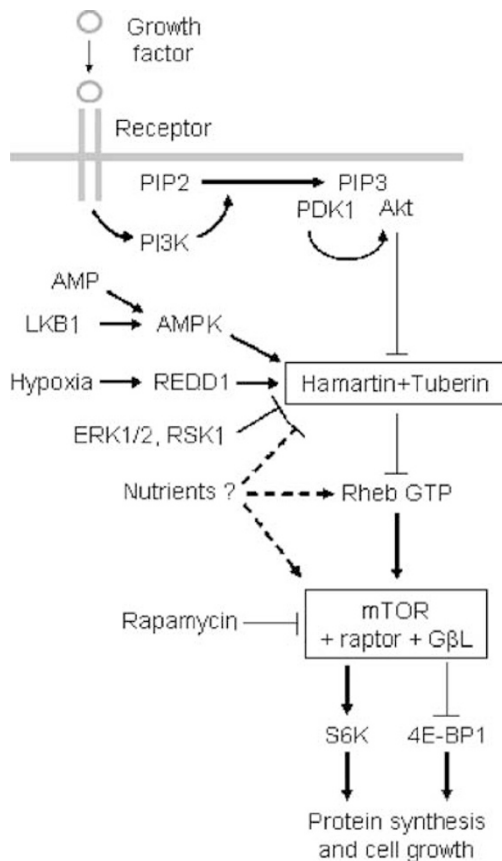 Growth
factor
Receptor
PIP2 PIP3
PDK1 Akt
PI3K
AMP
LKB1 AMPK
Hypoxia REDD1 Hamartin+Tuberin
ERK1/2, RSK1
Nutrients ? Rheb GTP
Rapamycin mTOR
+ raptor + GβL
S6K 4E-BP1
Protein synthesis
and cell growth